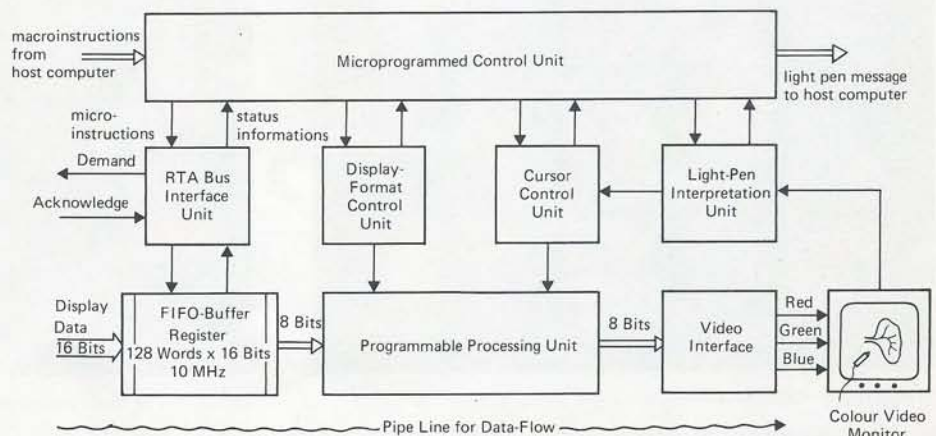 macroinstructions
from
host computer
Microprogrammed Control Unit
light pen message
to host computer
micro-
instructions
status
informations
Demand
Acknowledge
RTA Bus
Interface
Unit
Display-
Format
Control
Unit
Cursor
Control
Unit
Light-Pen
Interpretation
Unit
Display
Data
16 Bits
FIFO-Buffer
Register
128 Words x 16 Bits
10 MHz
8 Bits
Programmable Processing Unit
8 Bits
Video
Interface
Red
Green
Blue
Pipe Line for Data-Flow
Colour Video
Monitor